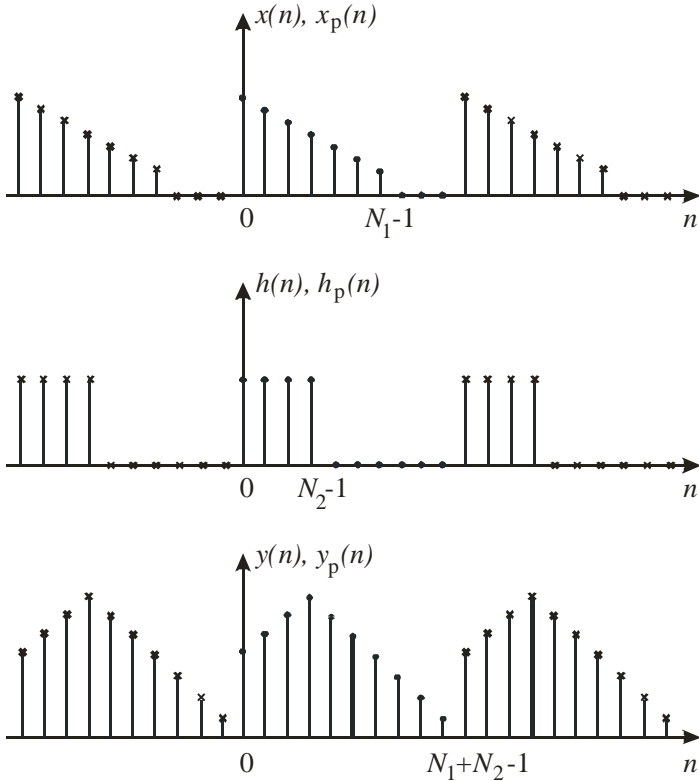 x(n), xₚ(n)
0 N₁-1 n
h(n), hₚ(n)
0 N₂-1 n
y(n), yₚ(n)
0 N₁+N₂-1 n